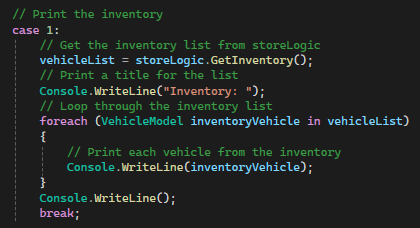 // Print the inventory
case 1:
    // Get the inventory list from storeLogic
    vehicleList = storeLogic.GetInventory();
    // Print a title for the list
    Console.WriteLine("Inventory: ");
    // Loop through the inventory list
    foreach (VehicleModel inventoryVehicle in vehicleList)
    {
        // Print each vehicle from the inventory
        Console.WriteLine(inventoryVehicle);
    }
    Console.WriteLine();
    break;